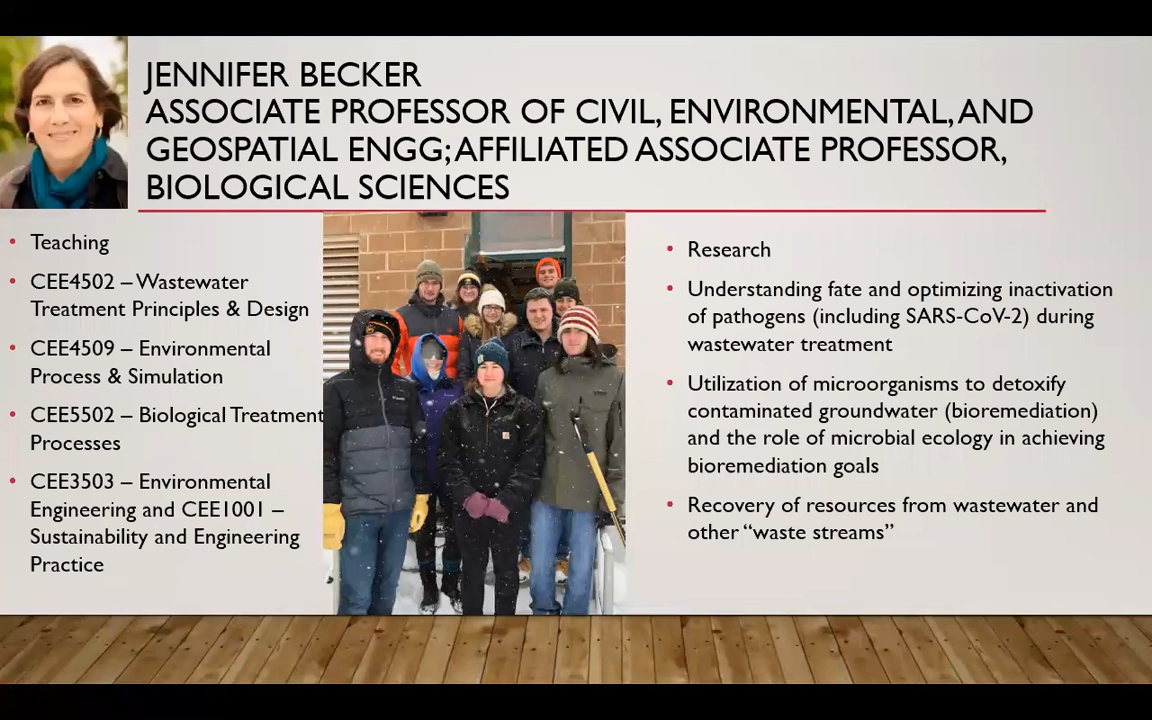 JENNIFER BECKER
ASSOCIATE PROFESSOR OF CIVIL, ENVIRONMENTAL, AND
GEOSPATIAL ENGG; AFFILIATED ASSOCIATE PROFESSOR,
BIOLOGICAL SCIENCES
• Teaching
• CEE4502 – Wastewater
Treatment Principles & Design
• CEE4509 – Environmental
Process & Simulation
• CEE5502 – Biological Treatment
Processes
• CEE3503 – Environmental
Engineering and CEE1001 –
Sustainability and Engineering
Practice
• Research
• Understanding fate and optimizing inactivation
of pathogens (including SARS-CoV-2) during
wastewater treatment
• Utilization of microorganisms to detoxify
contaminated groundwater (bioremediation)
and the role of microbial ecology in achieving
bioremediation goals
• Recovery of resources from wastewater and
other “waste streams”